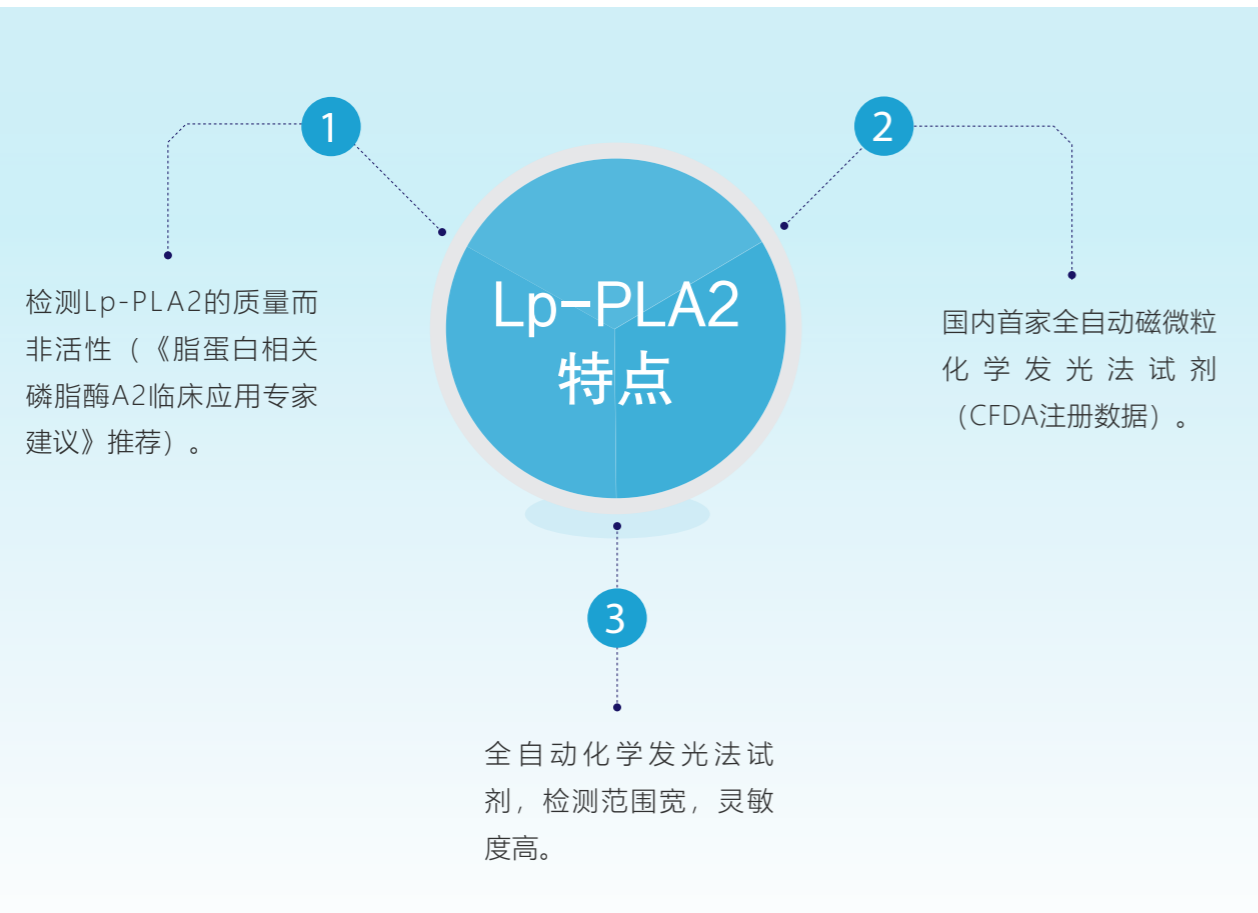 1
检测Lp-PLA2的质量而
非活性（《脂蛋白相关
磷脂酶A2临床应用专家
建议》推荐）。
2
国内首家全自动磁微粒
化学发光法试剂
（CFDA注册数据）。
Lp-PLA2
特点
3
全自动化学发光法试
剂，检测范围宽，灵敏
度高。